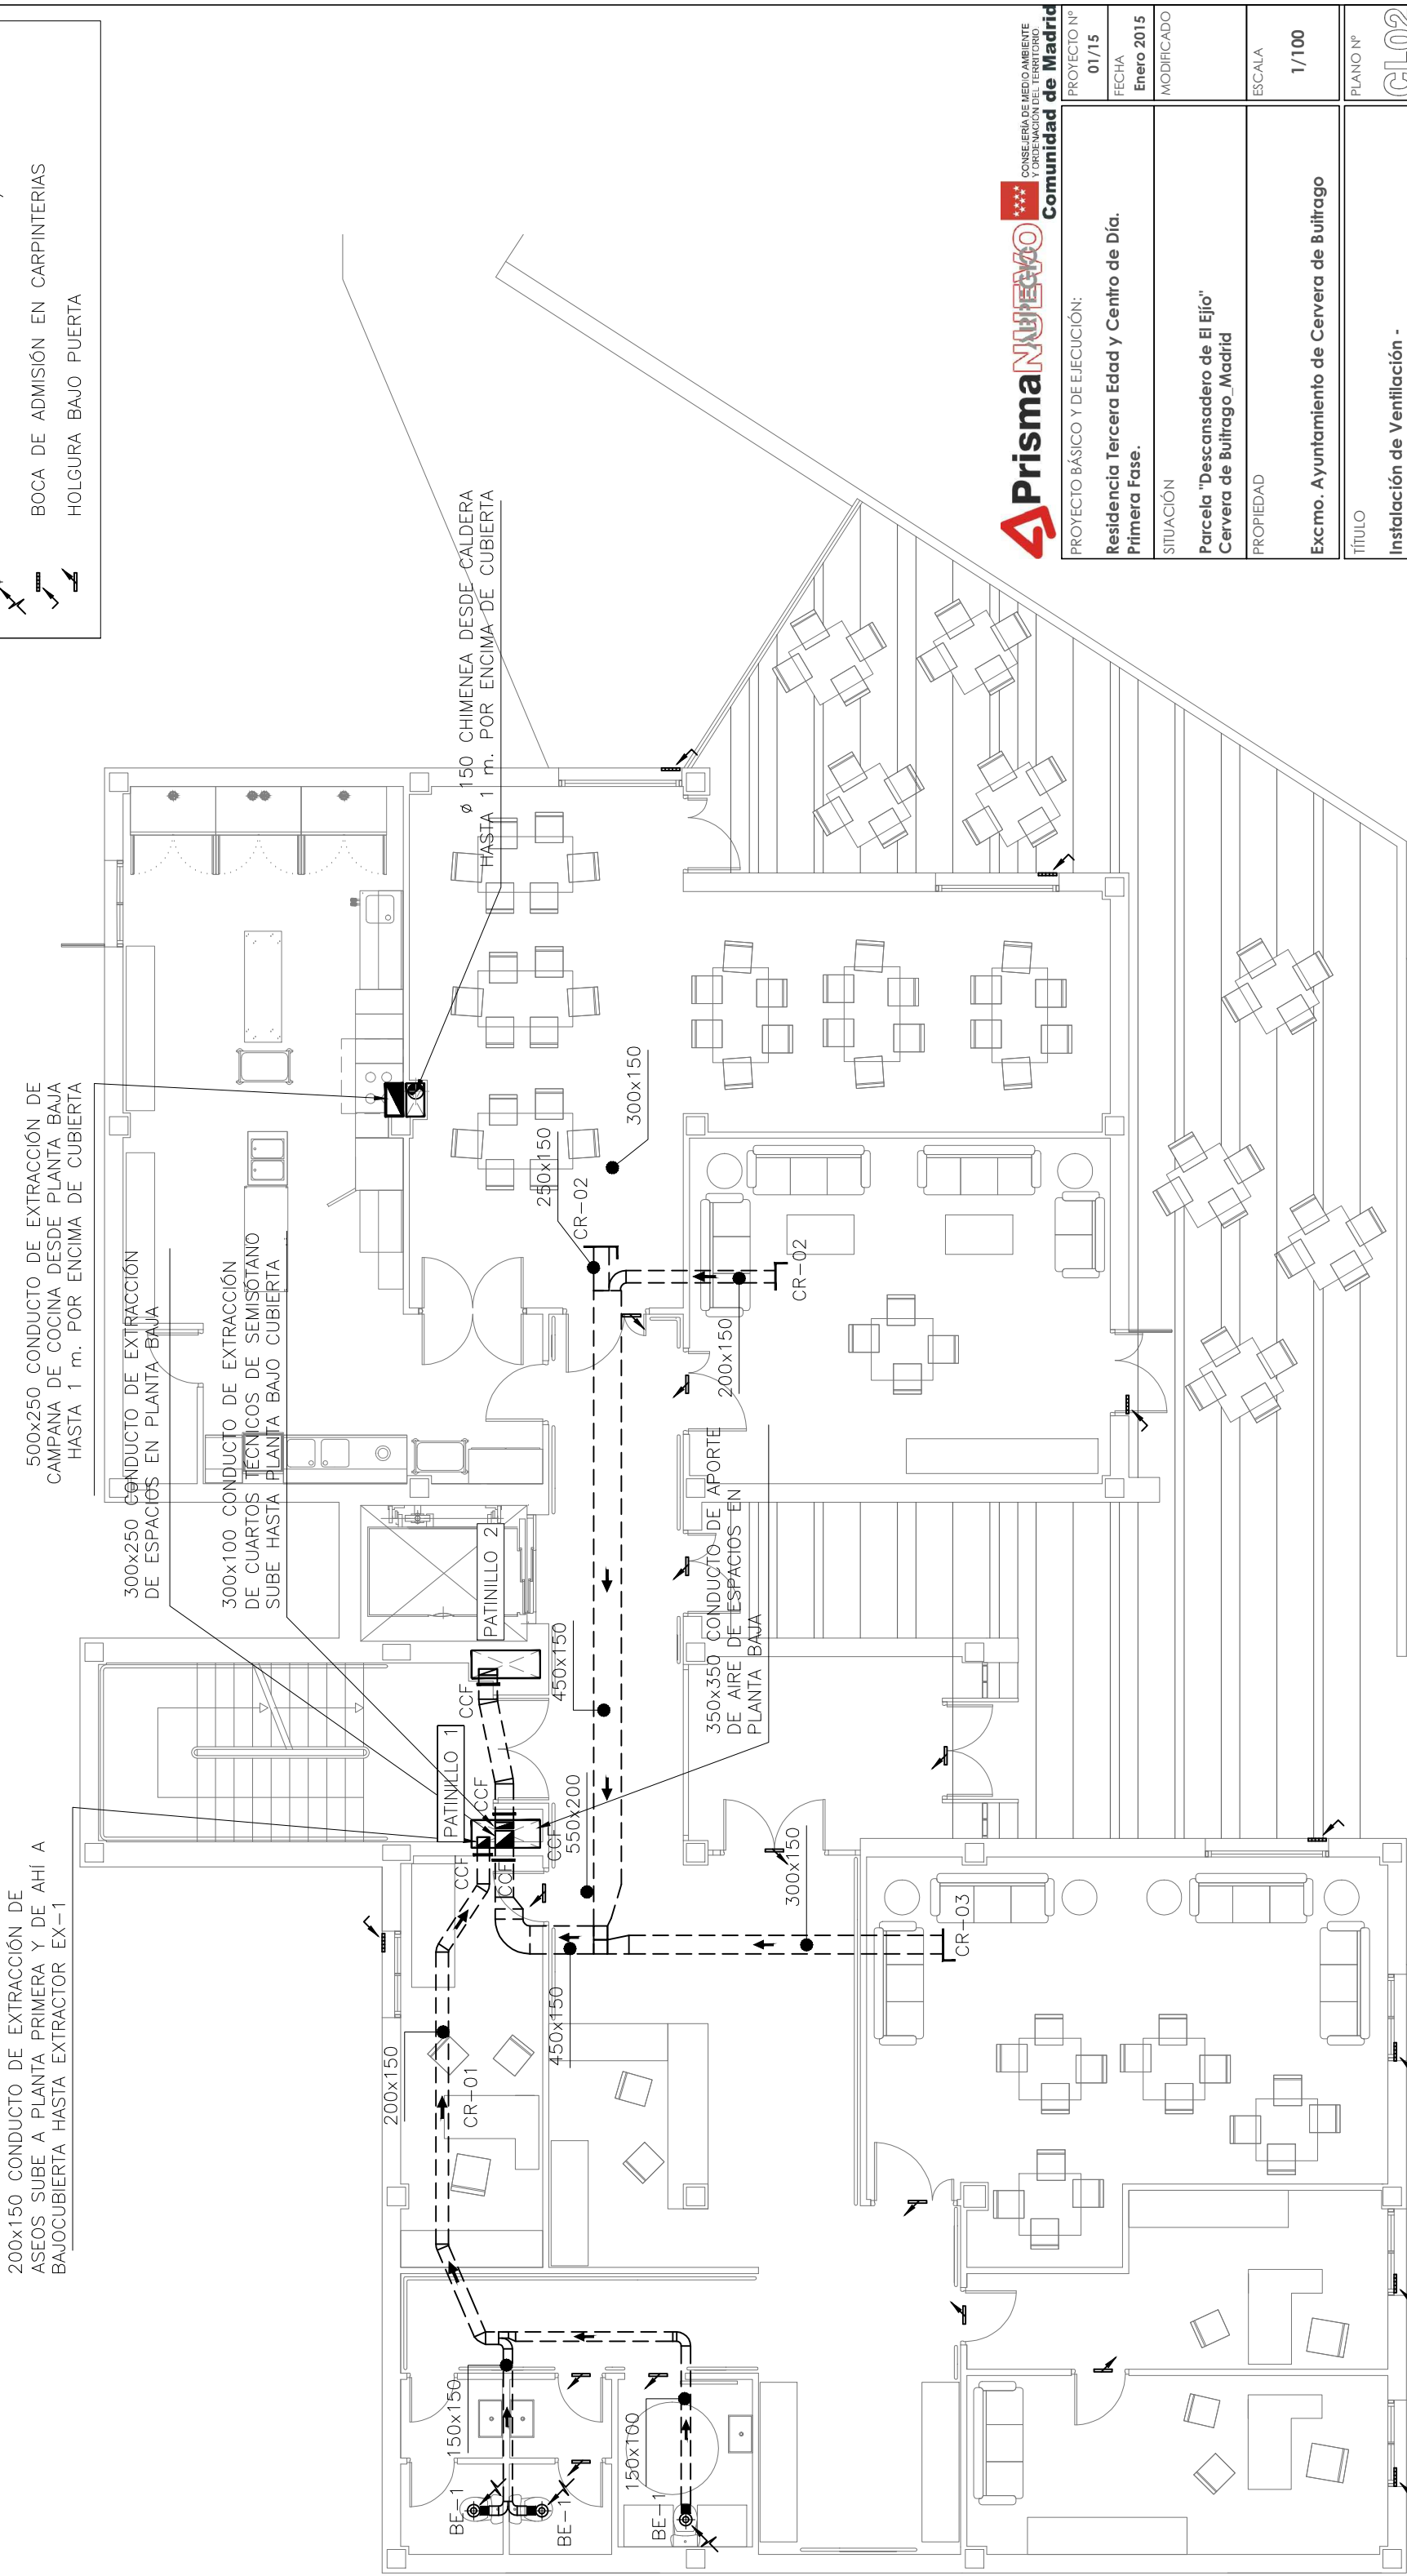 BOCA DE ADMISIÓN EN CARPINTERIAS
HOLGURA BAJO PUERTA
ø 150 CHIMENEA DESDE CALDERA
HASTA 1 m. POR ENCIMA DE CUBIERTA
500x250 CONDUCTO DE EXTRACCIÓN DE
CAMPANA DE COCINA DESDE PLANTA BAJA
HASTA 1 m. POR ENCIMA DE CUBIERTA
300x250 CONDUCTO DE EXTRACCIÓN
DE ESPACIOS EN PLANTA BAJA
300x100 CONDUCTO DE EXTRACCIÓN
DE CUARTOS TÉCNICOS DE SEMISÓTANO
SUBE HASTA PLANTA BAJO CUBIERTA
200x150 CONDUCTO DE EXTRACCIÓN DE
ASEOS SUBE A PLANTA PRIMERA Y DE AHÍ A
BAJOCUBIERTA HASTA EXTRACTOR EX-1
350x350 CONDUCTO DE APORTE
DE AIRE DE ESPACIOS EN
PLANTA BAJA
PATINILLO 1
PATINILLO 2
CCF
CCF
CCF
CCF
CCF
250x150
CR-02
300x150
CR-02
200x150
450x150
550x200
300x150
CR-03
450x150
200x150
CR-01
150x150
BE-1
BE-1
150x100
BE-1
PrismaNUEVO
ARPEGIO
CONSEJERÍA DE MEDIO AMBIENTE
Y ORDENACIÓN DEL TERRITORIO
Comunidad de Madrid
PROYECTO BÁSICO Y DE EJECUCIÓN:
Residencia Tercera Edad y Centro de Día.
Primera Fase.
PROYECTO Nº
01/15
FECHA
Enero 2015
SITUACIÓN
Parcela "Descansadero de El Ejío"
Cervera de Buitrago_Madrid
MODIFICADO
PROPIEDAD
Excmo. Ayuntamiento de Cervera de Buitrago
ESCALA
1/100
TÍTULO
Instalación de Ventilación -
PLANO Nº
CL02